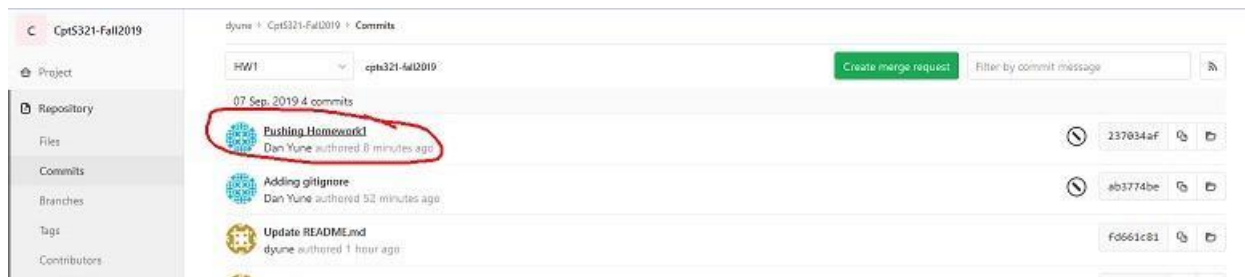 C CptS321-Fall2019
dyune > CptS321-Fall2019 > Commits
Project
HW1
cpts321-fall2019
Create merge request
Filter by commit message
Repository
07 Sep, 2019 4 commits
Files
Pushing Homework1
Dan Yune authored 8 minutes ago
237034af
Commits
Adding gitignore
Dan Yune authored 52 minutes ago
ab3774be
Branches
Tags
Update README.md
dyune authored 1 hour ago
fd661c81
Contributors